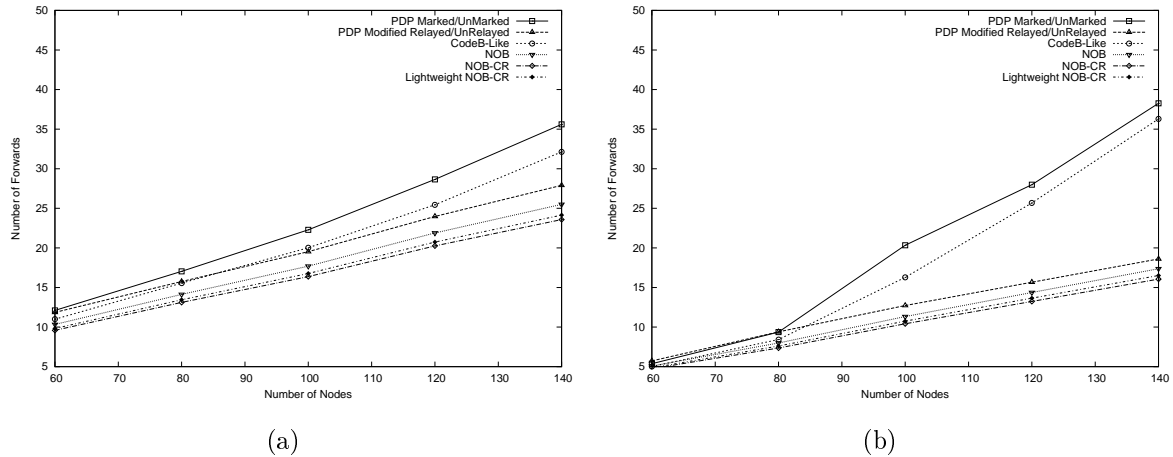 50
45
40
35
30
25
20
15
10
5
60
70
80
90
100
110
120
130
140
Number of Forwards
Number of Nodes
PDP Marked/UnMarked
PDP Modified Relayed/UnRelayed
CodeB-Like
NOB
NOB-CR
Lightweight NOB-CR
(a)
50
45
40
35
30
25
20
15
10
5
60
70
80
90
100
110
120
130
140
Number of Forwards
Number of Nodes
PDP Marked/UnMarked
PDP Modified Relayed/UnRelayed
CodeB-Like
NOB
NOB-CR
Lightweight NOB-CR
(b)